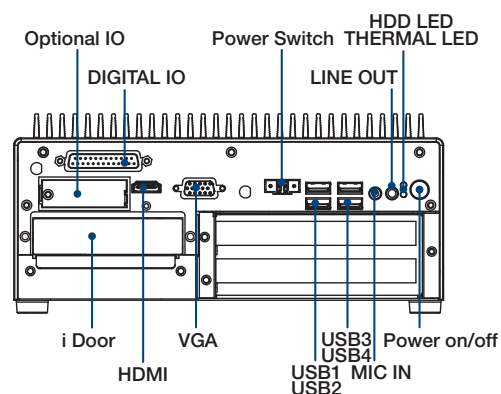 HDD LED
Optional IO
Power Switch
THERMAL LED
DIGITAL IO
LINE OUT
i Door
VGA
USB3
Power on/off
USB4
HDMI
USB1
MIC IN
USB2